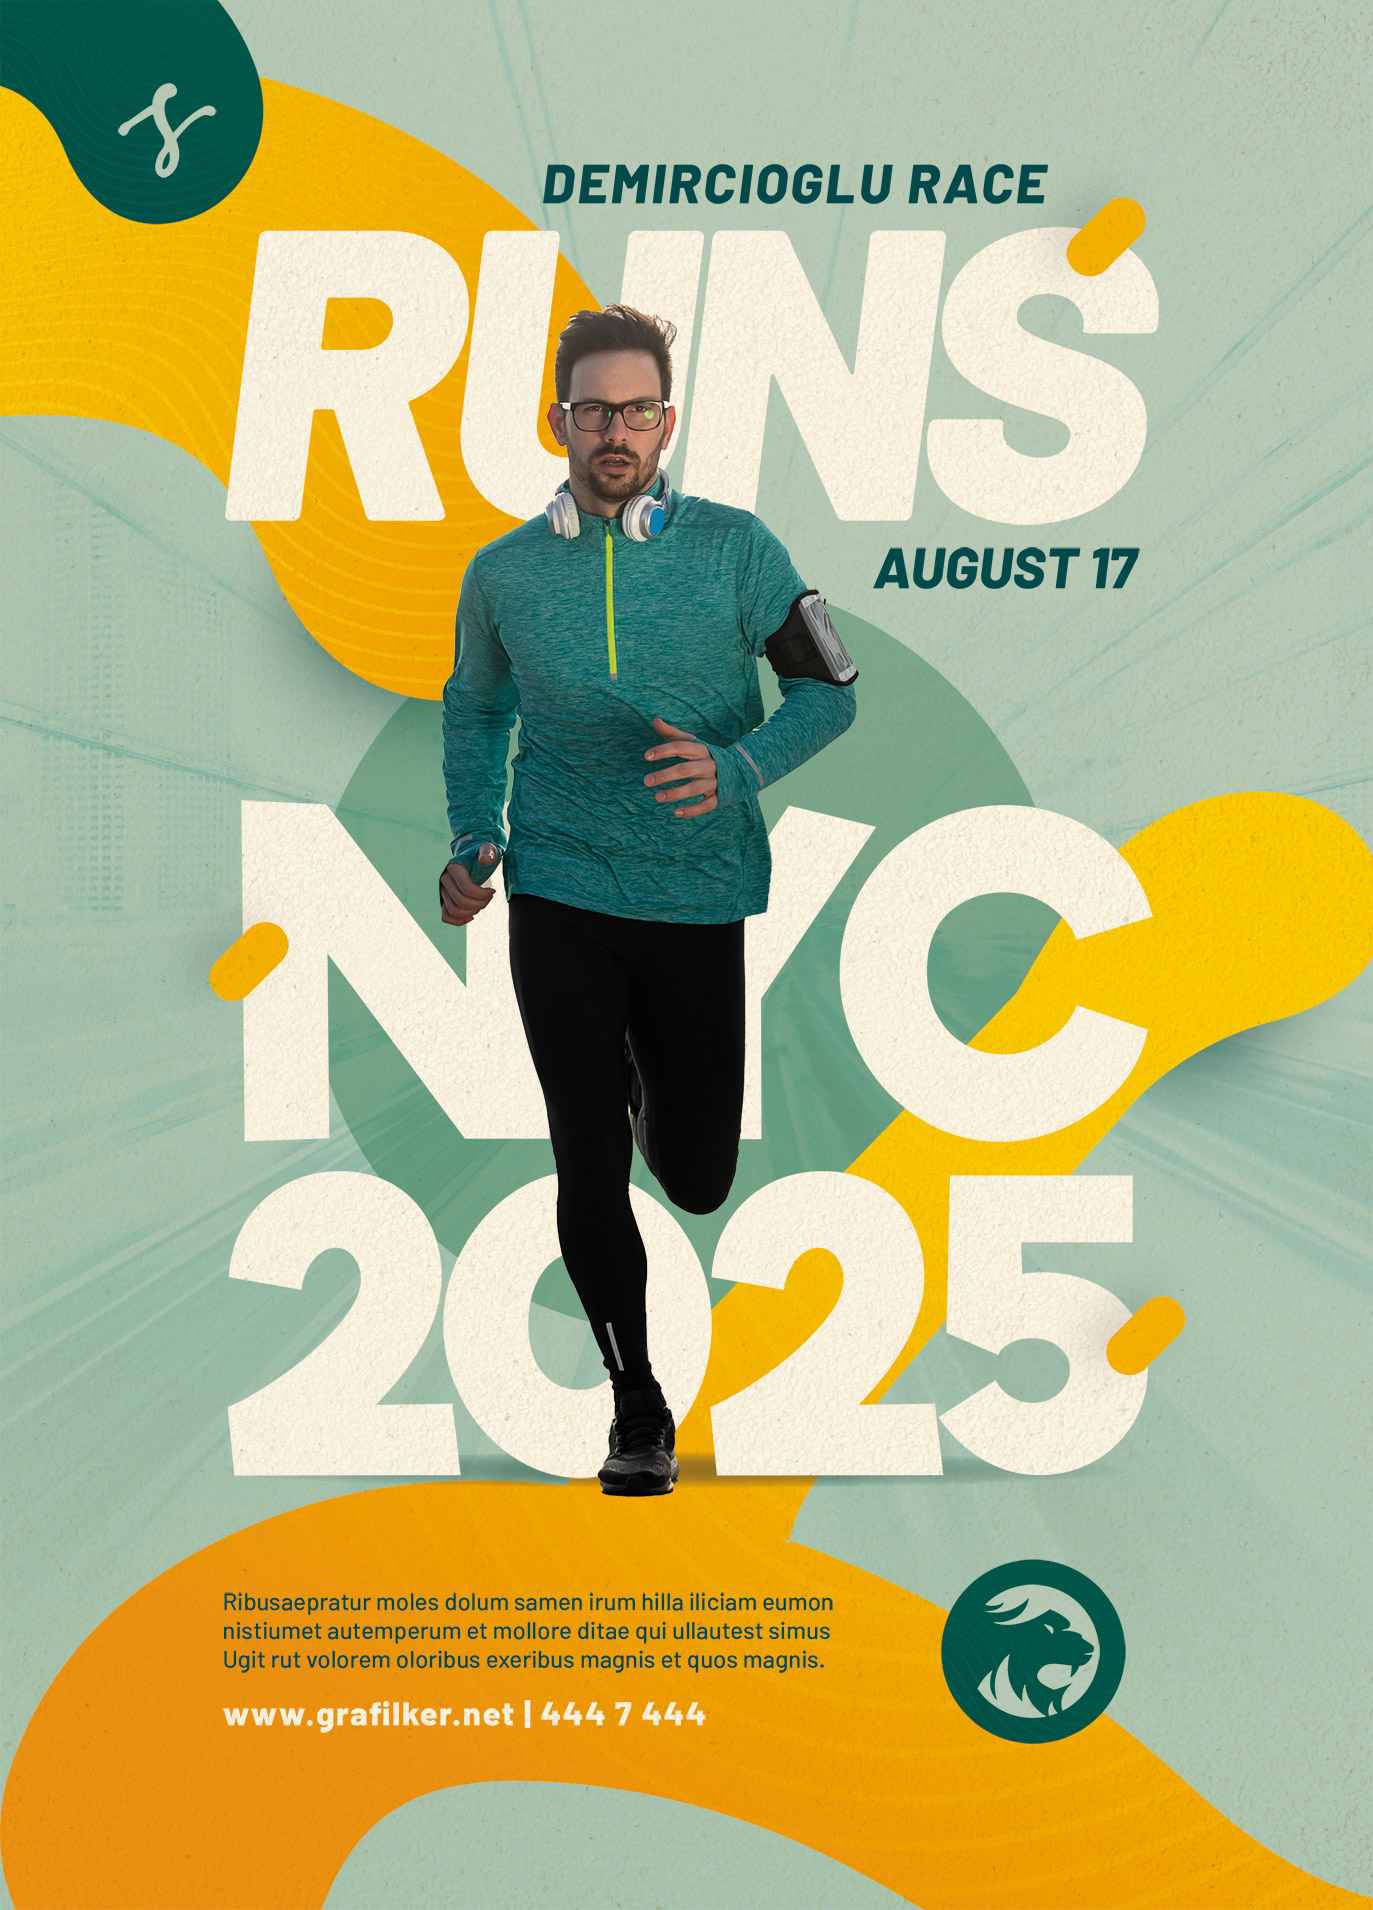 DEMIRCIOGLU RACE
RUNS
AUGUST 17
NYC
2025
Ribusaepratur moles dolum samen irum hilla iliciam eumon
nistiumet autemperum et mollore ditae qui ullautest simus
Ugit rut volorem oloribus exeribus magnis et quos magnis.
www.grafilker.net | 444 7 444